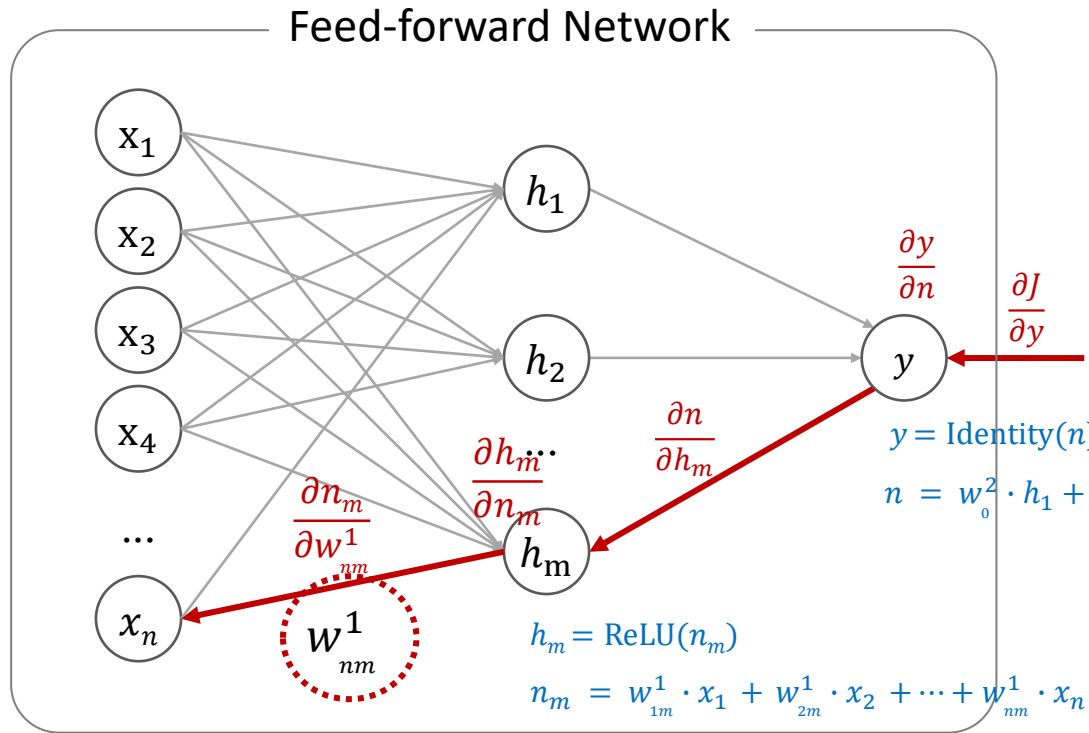 Feed-forward Network
x₁
x₂
x₃
x₄
...
xₙ
h₁
h₂
...
hₘ
y
∂y/∂n
∂J/∂y
∂n/∂hₘ
∂hₘ/∂nₘ
∂nₘ/∂w¹ₙₘ
w¹ₙₘ
y = Identity(n)
n = w²₀ · h₁ +
hₘ = ReLU(nₘ)
nₘ = w¹₁ₘ · x₁ + w¹₂ₘ · x₂ + ⋯ + w¹ₙₘ · xₙ